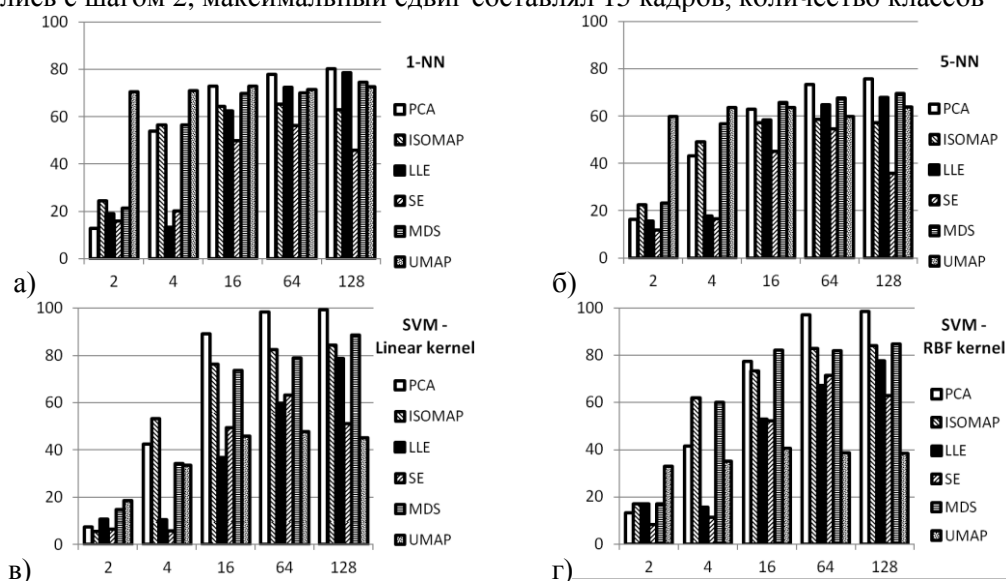 лись с шагом 2, максимальный сдвиг составлял 15 кадров, количество классов
100
80
60
40
20
0
2 4 16 64 128
1-NN
PCA
ISOMAP
LLE
SE
MDS
UMAP
а)
100
80
60
40
20
0
2 4 16 64 128
5-NN
PCA
ISOMAP
LLE
SE
MDS
UMAP
б)
100
80
60
40
20
0
2 4 16 64 128
SVM -
Linear kernel
PCA
ISOMAP
LLE
SE
MDS
UMAP
в)
100
80
60
40
20
0
2 4 16 64 128
SVM -
RBF kernel
PCA
ISOMAP
LLE
SE
MDS
UMAP
г)